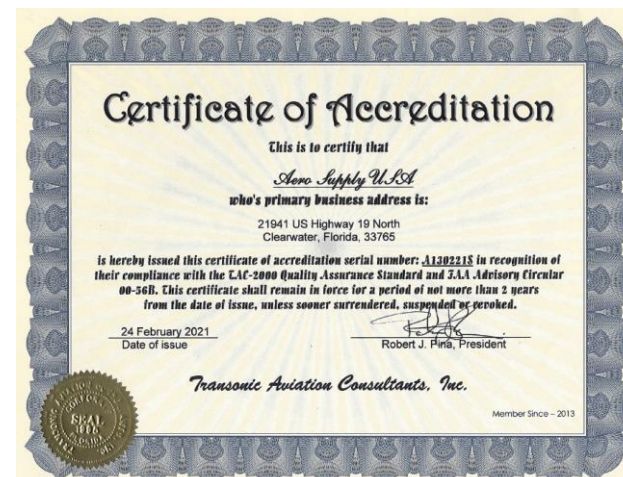 Certificate of Accreditation
This is to certify that
Aero Supply USA
who's primary business address is:
21941 US Highway 19 North
Clearwater, Florida, 33765
is hereby issued this certificate of accreditation serial number: A130221S in recognition of
their compliance with the TAC-2000 Quality Assurance Standard and FAA Advisory Circular
00-56B. This certificate shall remain in force for a period of not more than 2 years
from the date of issue, unless sooner surrendered, suspended or revoked.
24 February 2021
Date of issue
Robert J. Pina, President
Transonic Aviation Consultants, Inc.
SEAL
Member Since – 2013